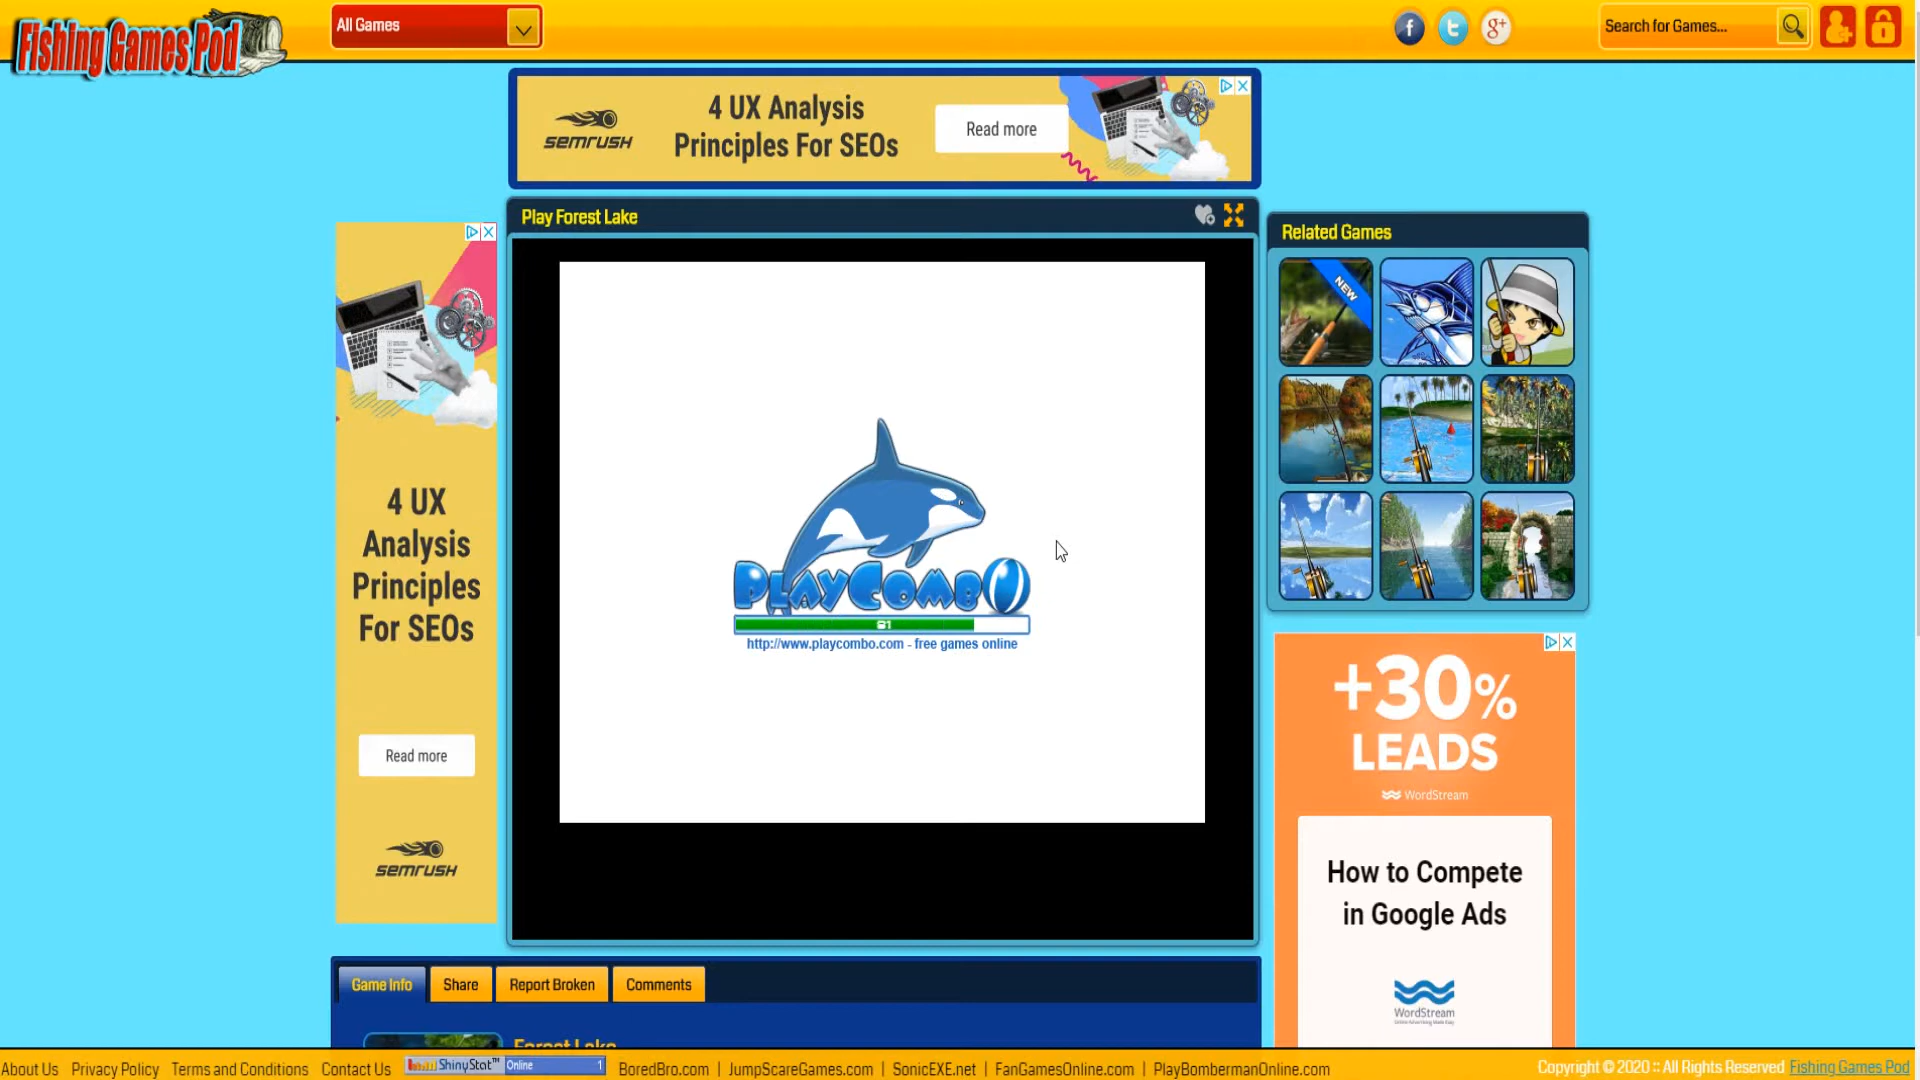 Fishing Games Pod
All Games
Search for Games...
SEMRUSH
4 UX Analysis
Principles For SEOs
Read more
Play Forest Lake
Related Games
NEW
4 UX
Analysis
Principles
For SEOs
Read more
SEMRUSH
PLAYCOMBO
81
http://www.playcombo.com - free games online
+30%
LEADS
WordStream
How to Compete
in Google Ads
WordStream
Game Info
Share
Report Broken
Comments
Forest Lake
About Us
Privacy Policy
Terms and Conditions
Contact Us
ShinyStat™ Online 1
BoredBro.com | JumpScareGames.com | SonicEXE.net | FanGamesOnline.com | PlayBombermanOnline.com
Copyright © 2020 :: All Rights Reserved Fishing Games Pod